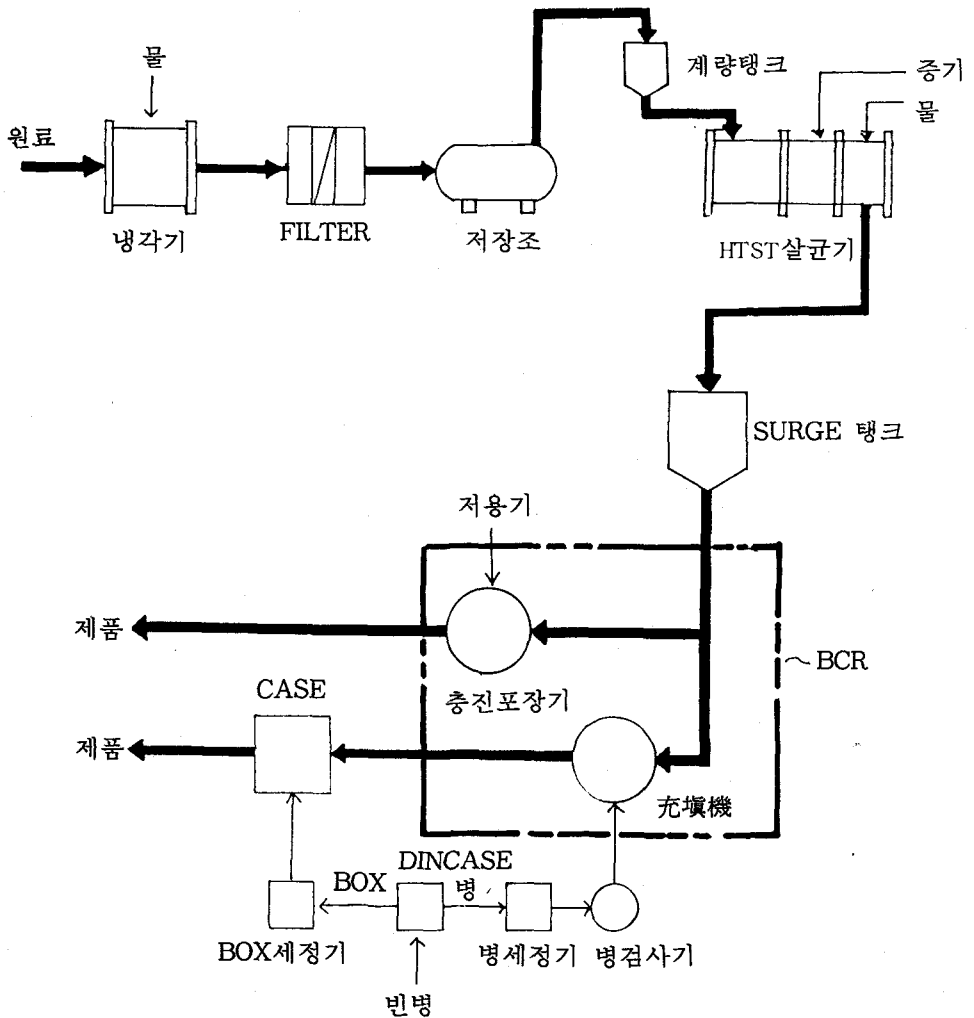 물
계량탱크
증기
물
원료
냉각기
FILTER
저장조
HTST살균기
SURGE 탱크
저용기
제품
BCR
충진포장기
CASE
제품
充塡機
DINCASE
BOX
병
BOX세정기
병세정기
병검사기
빈병